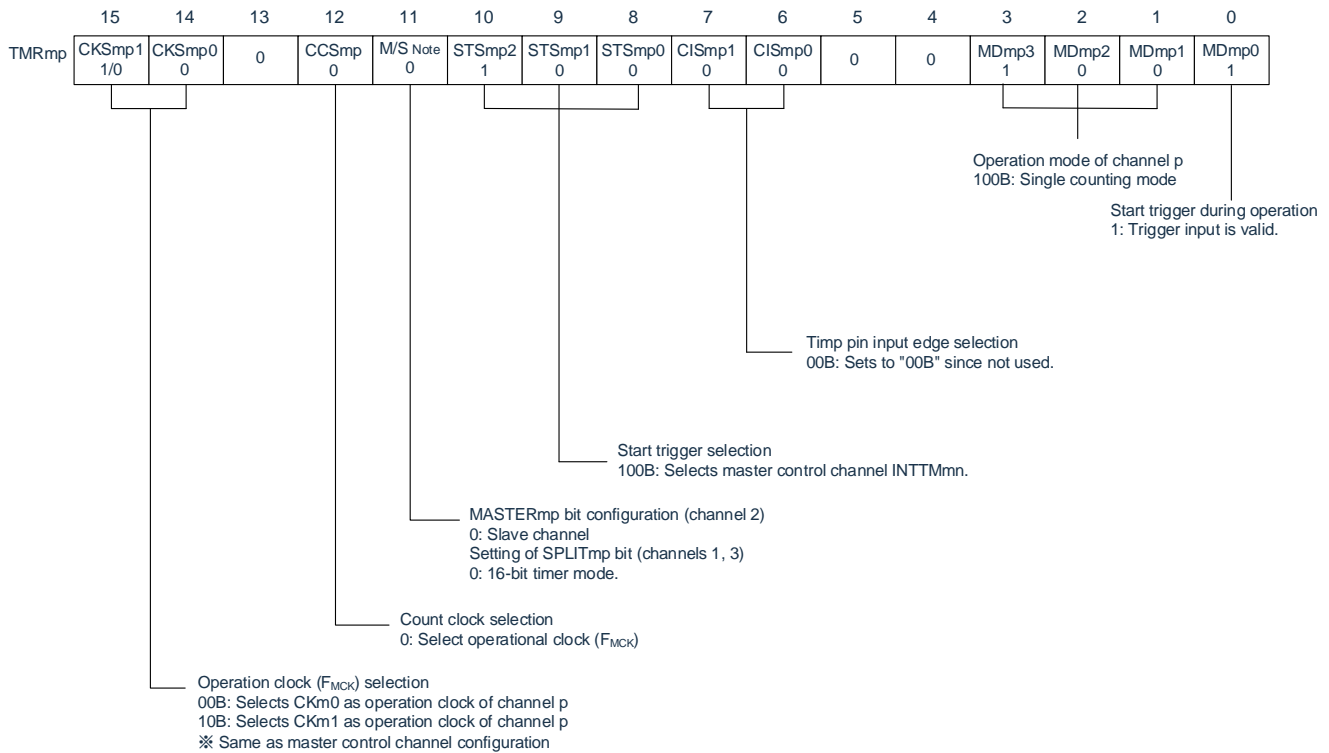 15 14 13 12 11 10 9 8 7 6 5 4 3 2 1 0
TMRmp CKSmp1 CKSmp0 0 CCSmp M/S Note STSmp2 STSmp1 STSmp0 CISmp1 CISmp0 0 0 MDmp3 MDmp2 MDmp1 MDmp0
1/0 0 0 0 1 0 0 0 0 1 0 0 1
Operation mode of channel p
100B: Single counting mode
Start trigger during operation
1: Trigger input is valid.
Timp pin input edge selection
00B: Sets to "00B" since not used.
Start trigger selection
100B: Selects master control channel INTTMmn.
MASTERmp bit configuration (channel 2)
0: Slave channel
Setting of SPLITmp bit (channels 1, 3)
0: 16-bit timer mode.
Count clock selection
0: Select operational clock (FMCK)
Operation clock (FMCK) selection
00B: Selects CKm0 as operation clock of channel p
10B: Selects CKm1 as operation clock of channel p
※ Same as master control channel configuration